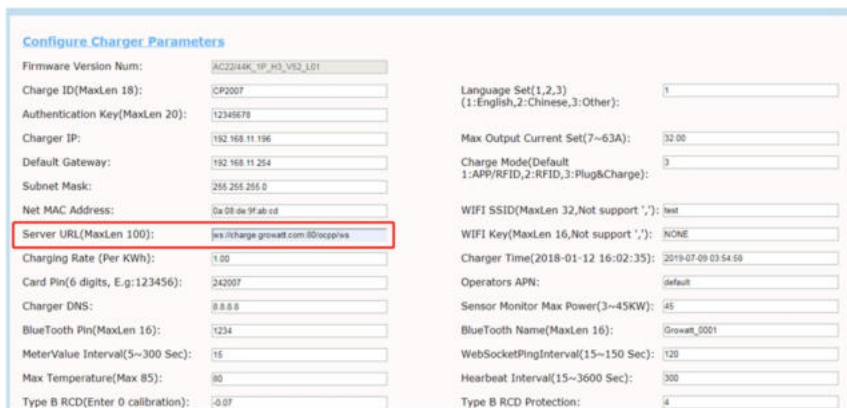 Configure Charger Parameters
Firmware Version Num: AC22/44K_1P_H3_V52_L01
Charge ID(MaxLen 18): CP2007
Language Set(1,2,3) 1
(1:English,2:Chinese,3:Other):
Authentication Key(MaxLen 20): 12345678
Charger IP: 192.168.11.196
Max Output Current Set(7~63A): 32.00
Default Gateway: 192.168.11.254
Charge Mode(Default 3
1:APP/RFID,2:RFID,3:Plug&Charge):
Subnet Mask: 255.255.255.0
Net MAC Address: 0a:08:de:9f:ab:cd
WIFI SSID(MaxLen 32,Not support ','): test
Server URL(MaxLen 100): ws://charge.growatt.com:80/ocpp/ws
WIFI Key(MaxLen 16,Not support ','): NONE
Charging Rate (Per KWh): 1.00
Charger Time(2018-01-12 16:02:35): 2019-07-09 03:54:58
Card Pin(6 digits, E.g:123456): 242007
Operators APN: default
Charger DNS: 8.8.8.8
Sensor Monitor Max Power(3~45KW): 45
BlueTooth Pin(MaxLen 16): 1234
BlueTooth Name(MaxLen 16): Growatt_0001
MeterValue Interval(5~300 Sec): 15
WebSocketPingInterval(15~150 Sec): 120
Max Temperature(Max 85): 80
Hearbeat Interval(15~3600 Sec): 300
Type B RCD(Enter 0 calibration): -0.07
Type B RCD Protection: 4